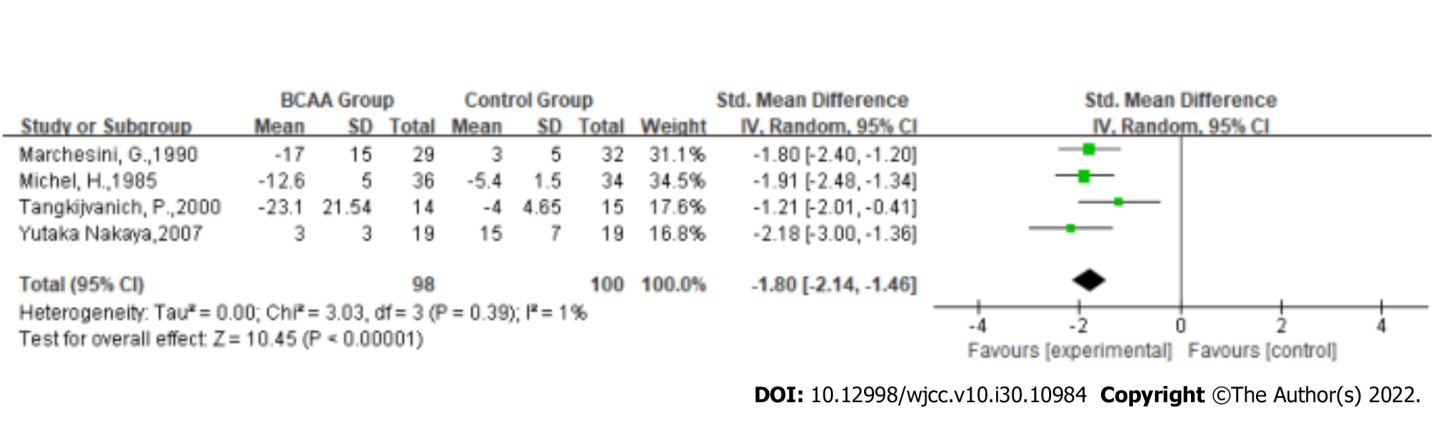 BCAA Group Control Group Std. Mean Difference Std. Mean Difference
Study or Subgroup Mean SD Total Mean SD Total Weight IV, Random, 95% CI IV, Random, 95% CI
Marchesini, G.,1990 -17 15 29 3 5 32 31.1% -1.80 [-2.40, -1.20]
Michel, H.,1985 -12.6 5 36 -5.4 1.5 34 34.5% -1.91 [-2.48, -1.34]
Tangkijvanich, P.,2000 -23.1 21.54 14 -4 4.65 15 17.6% -1.21 [-2.01, -0.41]
Yutaka Nakaya,2007 3 3 19 15 7 19 16.8% -2.18 [-3.00, -1.36]
Total (95% CI) 98 100 100.0% -1.80 [-2.14, -1.46]
Heterogeneity: Tau² = 0.00; Chi² = 3.03, df = 3 (P = 0.39); I² = 1%
Test for overall effect: Z = 10.45 (P < 0.00001)
-4 -2 0 2 4
Favours [experimental] Favours [control]
DOI: 10.12998/wjcc.v10.i30.10984 Copyright ©The Author(s) 2022.